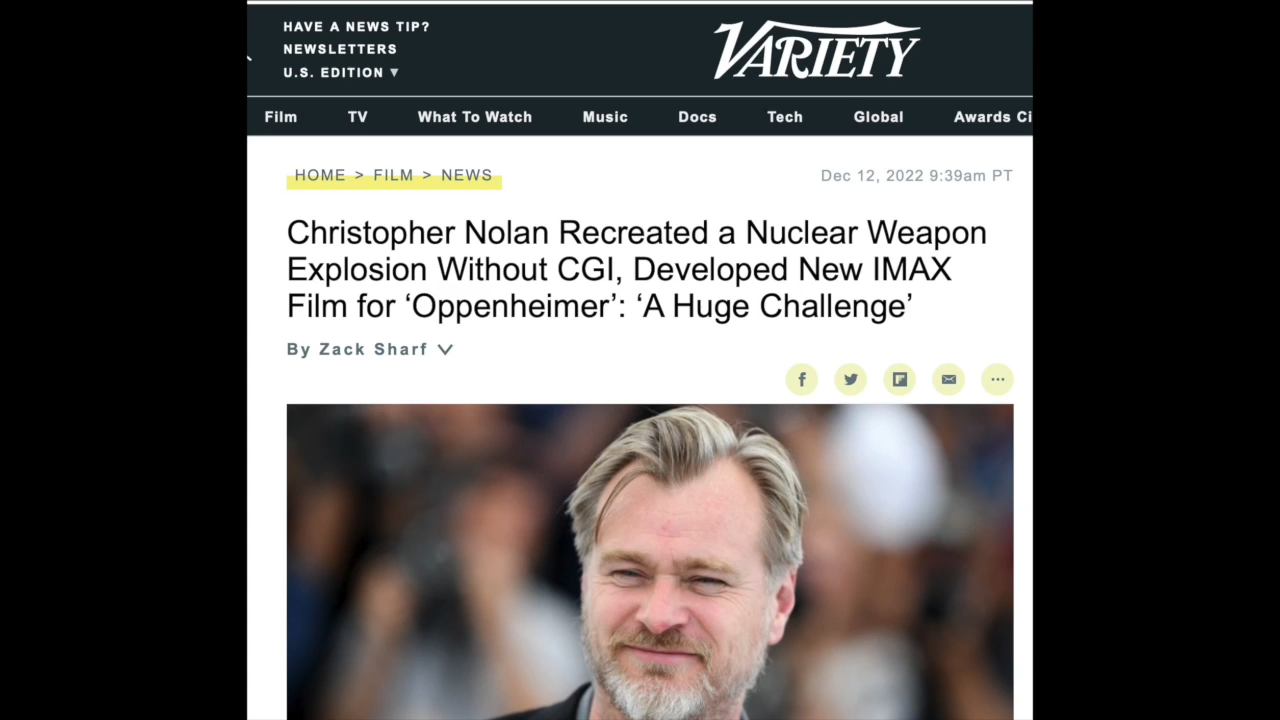 HAVE A NEWS TIP?
NEWSLETTERS
U.S. EDITION ▼
VARIETY
Film TV What To Watch Music Docs Tech Global Awards Ci
HOME > FILM > NEWS
Dec 12, 2022 9:39am PT
Christopher Nolan Recreated a Nuclear Weapon
Explosion Without CGI, Developed New IMAX
Film for ‘Oppenheimer’: ‘A Huge Challenge’
By Zack Sharf